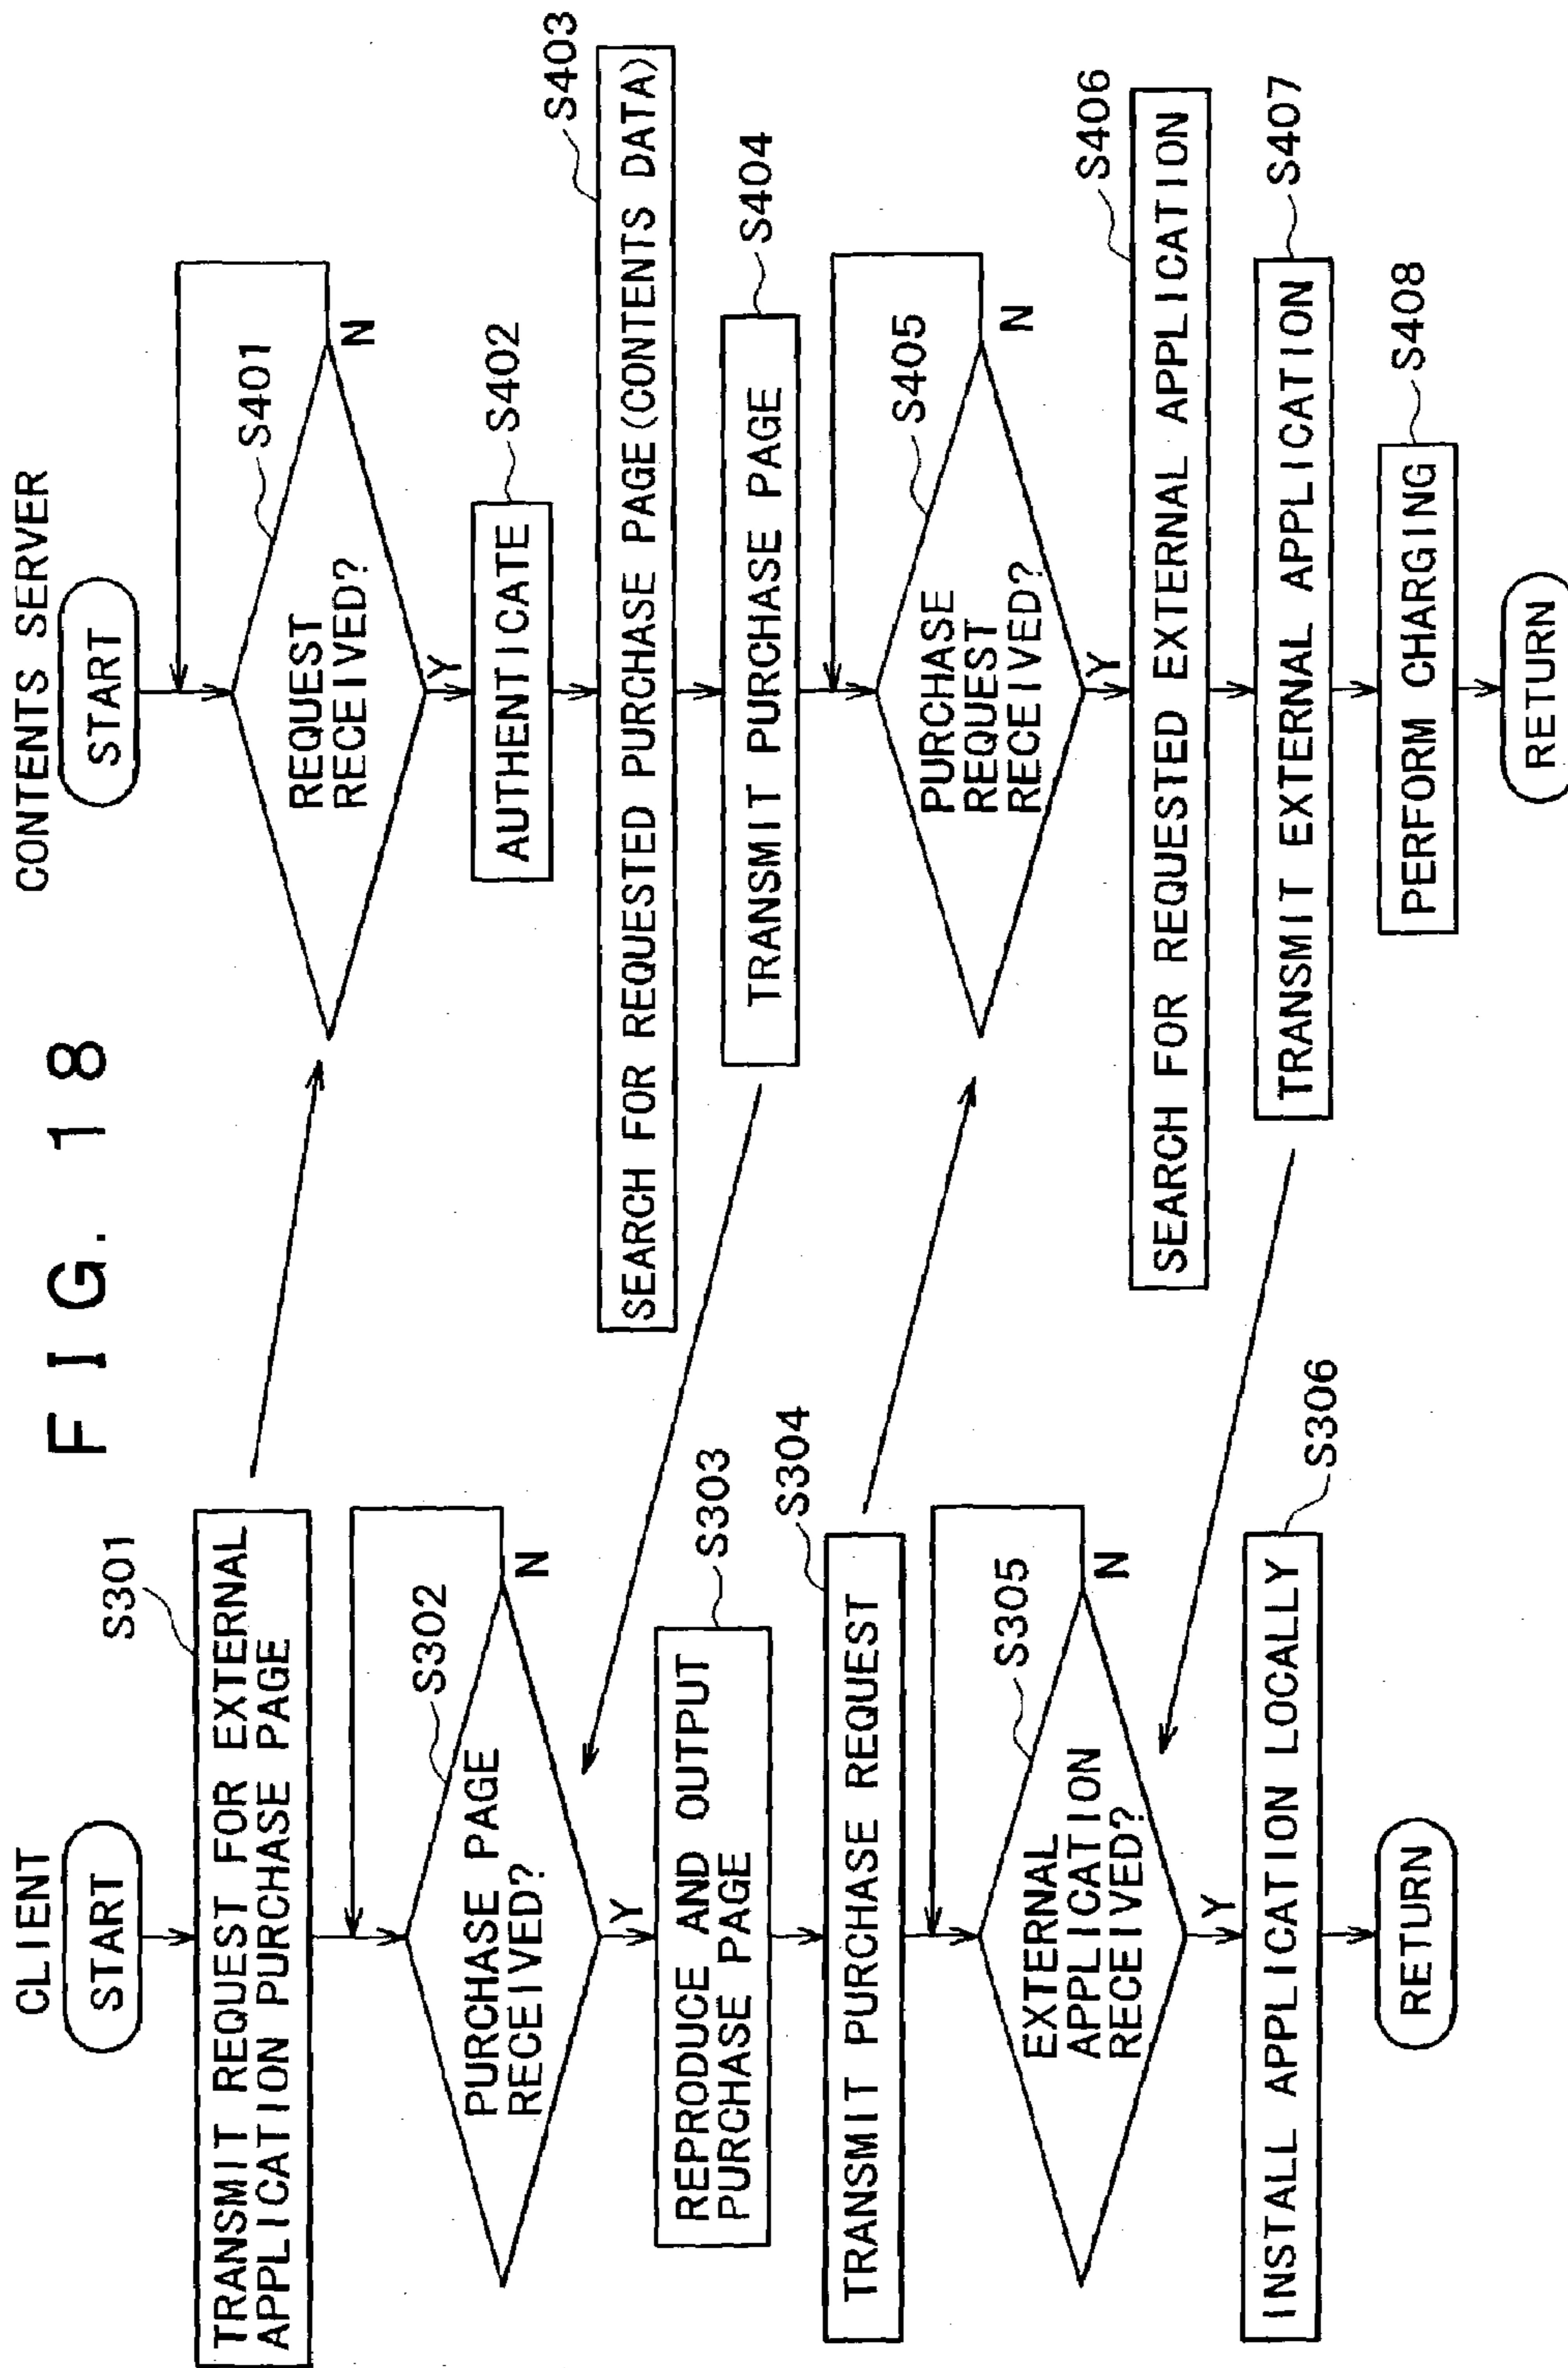 FIG. 18
CLIENT
START
S301
TRANSMIT REQUEST FOR EXTERNAL
APPLICATION PURCHASE PAGE
S302
PURCHASE PAGE
RECEIVED?
N
Y
S303
REPRODUCE AND OUTPUT
PURCHASE PAGE
S304
TRANSMIT PURCHASE REQUEST
S305
EXTERNAL
APPLICATION
RECEIVED?
N
Y
S306
INSTALL APPLICATION LOCALLY
RETURN
CONTENTS SERVER
START
S401
REQUEST
RECEIVED?
N
Y
S402
AUTHENTICATE
S403
SEARCH FOR REQUESTED PURCHASE PAGE(CONTENTS DATA)
S404
TRANSMIT PURCHASE PAGE
S405
PURCHASE
REQUEST
RECEIVED?
N
Y
S406
SEARCH FOR REQUESTED EXTERNAL APPLICATION
S407
TRANSMIT EXTERNAL APPLICATION
S408
PERFORM CHARGING
RETURN